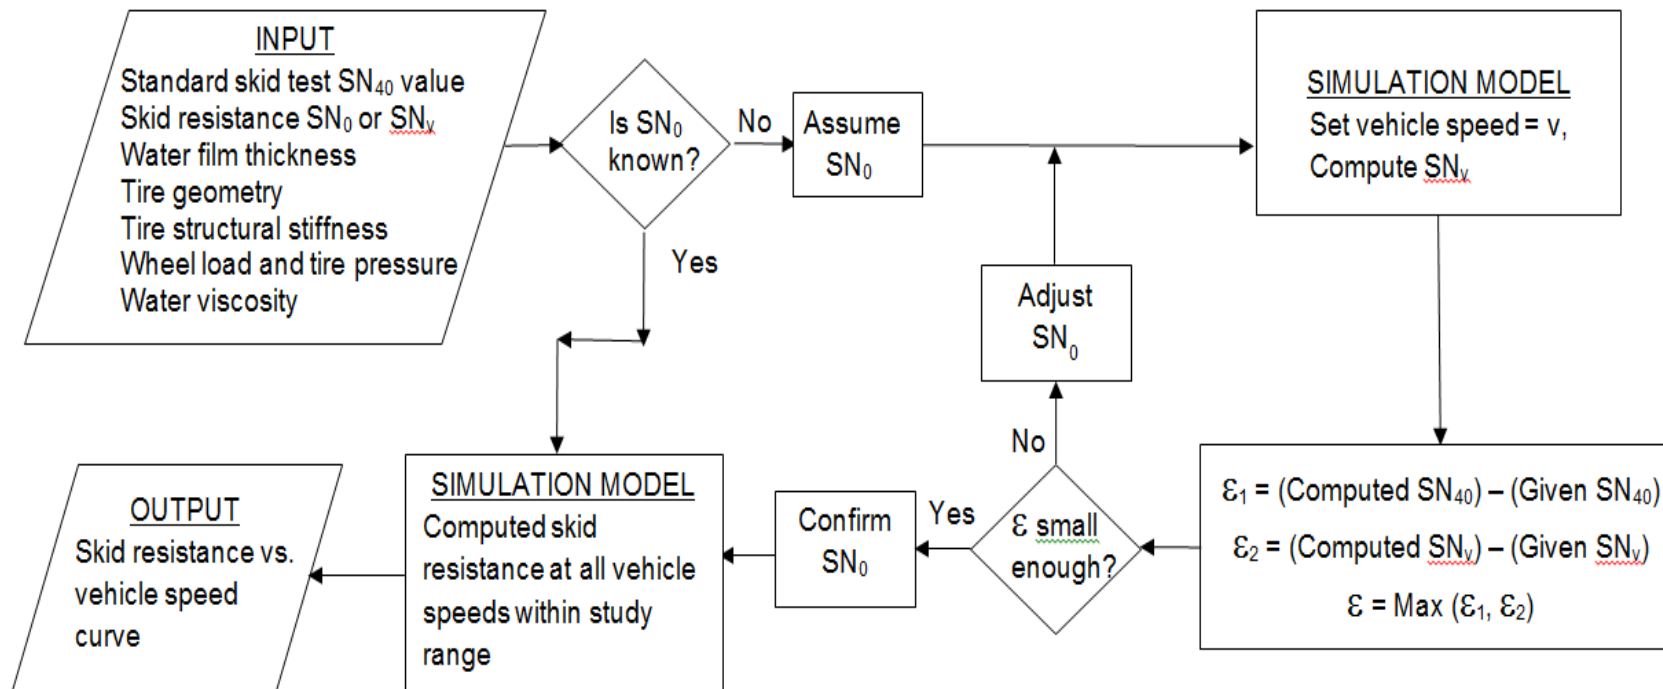 INPUT
Standard skid test SN₄₀ value
Skid resistance SN₀ or SNᵥ
Water film thickness
Tire geometry
Tire structural stiffness
Wheel load and tire pressure
Water viscosity
Is SN₀
known?
No
Yes
Assume
SN₀
SIMULATION MODEL
Set vehicle speed = v,
Compute SNᵥ
Adjust
SN₀
No
ε₁ = (Computed SN₄₀) – (Given SN₄₀)
ε₂ = (Computed SNᵥ) – (Given SNᵥ)
ε = Max (ε₁, ε₂)
ε small
enough?
Yes
Confirm
SN₀
SIMULATION MODEL
Computed skid
resistance at all vehicle
speeds within study
range
OUTPUT
Skid resistance vs.
vehicle speed
curve